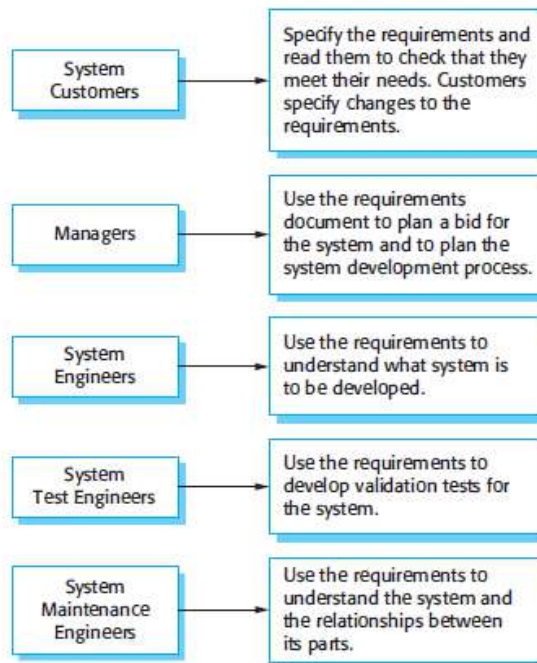 System
Customers
Specify the requirements and
read them to check that they
meet their needs. Customers
specify changes to the
requirements.
Managers
Use the requirements
document to plan a bid for
the system and to plan the
system development process.
System
Engineers
Use the requirements to
understand what system is
to be developed.
System
Test Engineers
Use the requirements to
develop validation tests for
the system.
System
Maintenance
Engineers
Use the requirements to
understand the system and
the relationships between
its parts.